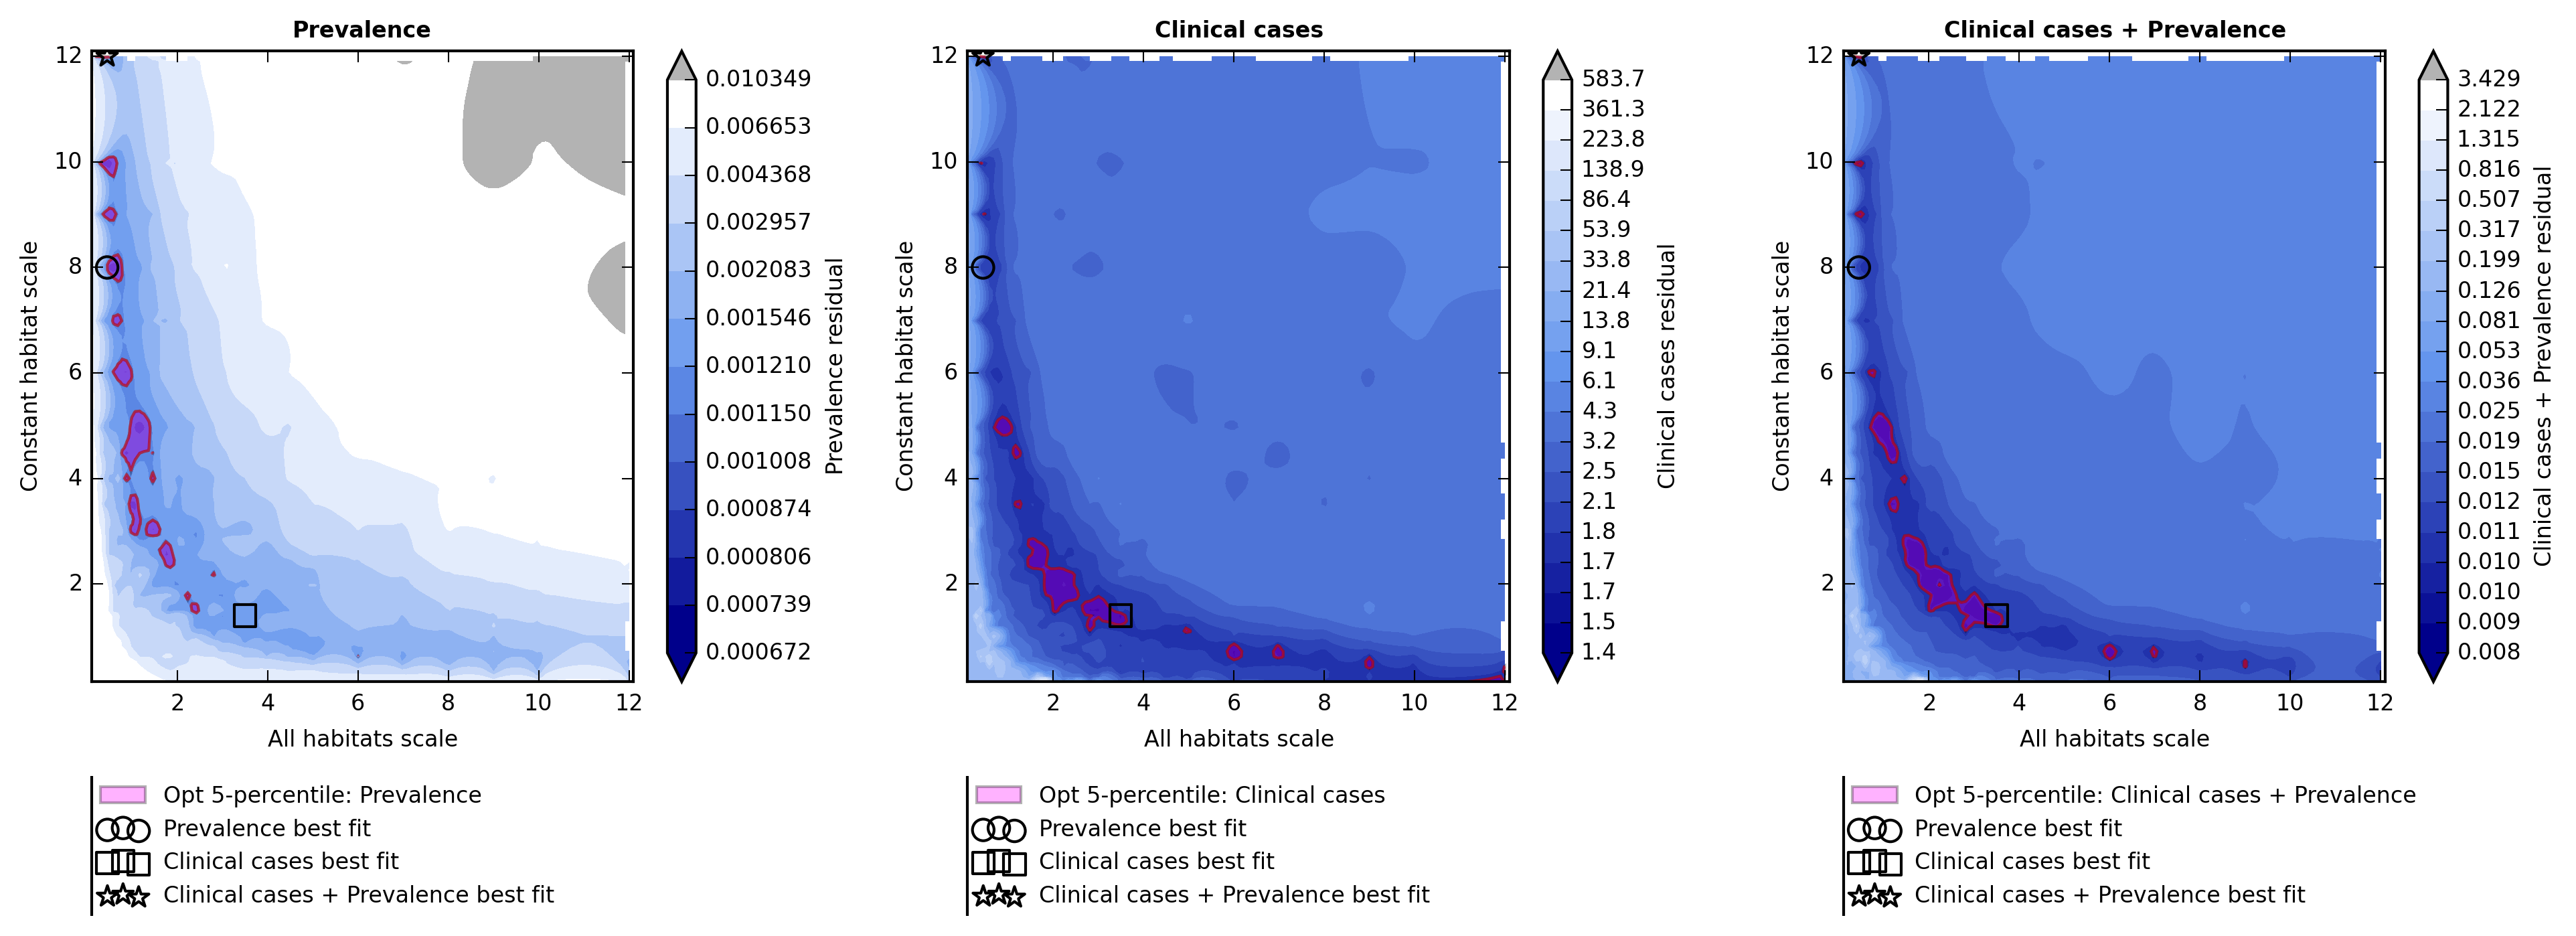 Prevalence
Constant habitat scale
12
10
8
6
4
2
2 4 6 8 10 12
All habitats scale
0.010349
0.006653
0.004368
0.002957
0.002083
0.001546
0.001210
0.001150
0.001008
0.000874
0.000806
0.000739
0.000672
Prevalence residual
Opt 5-percentile: Prevalence
Prevalence best fit
Clinical cases best fit
Clinical cases + Prevalence best fit
Clinical cases
Constant habitat scale
12
10
8
6
4
2
2 4 6 8 10 12
All habitats scale
583.7
361.3
223.8
138.9
86.4
53.9
33.8
21.4
13.8
9.1
6.1
4.3
3.2
2.5
2.1
1.8
1.7
1.7
1.5
1.4
Clinical cases residual
Opt 5-percentile: Clinical cases
Prevalence best fit
Clinical cases best fit
Clinical cases + Prevalence best fit
Clinical cases + Prevalence
Constant habitat scale
12
10
8
6
4
2
2 4 6 8 10 12
All habitats scale
3.429
2.122
1.315
0.816
0.507
0.317
0.199
0.126
0.081
0.053
0.036
0.025
0.019
0.015
0.012
0.011
0.010
0.010
0.009
0.008
Clinical cases + Prevalence residual
Opt 5-percentile: Clinical cases + Prevalence
Prevalence best fit
Clinical cases best fit
Clinical cases + Prevalence best fit